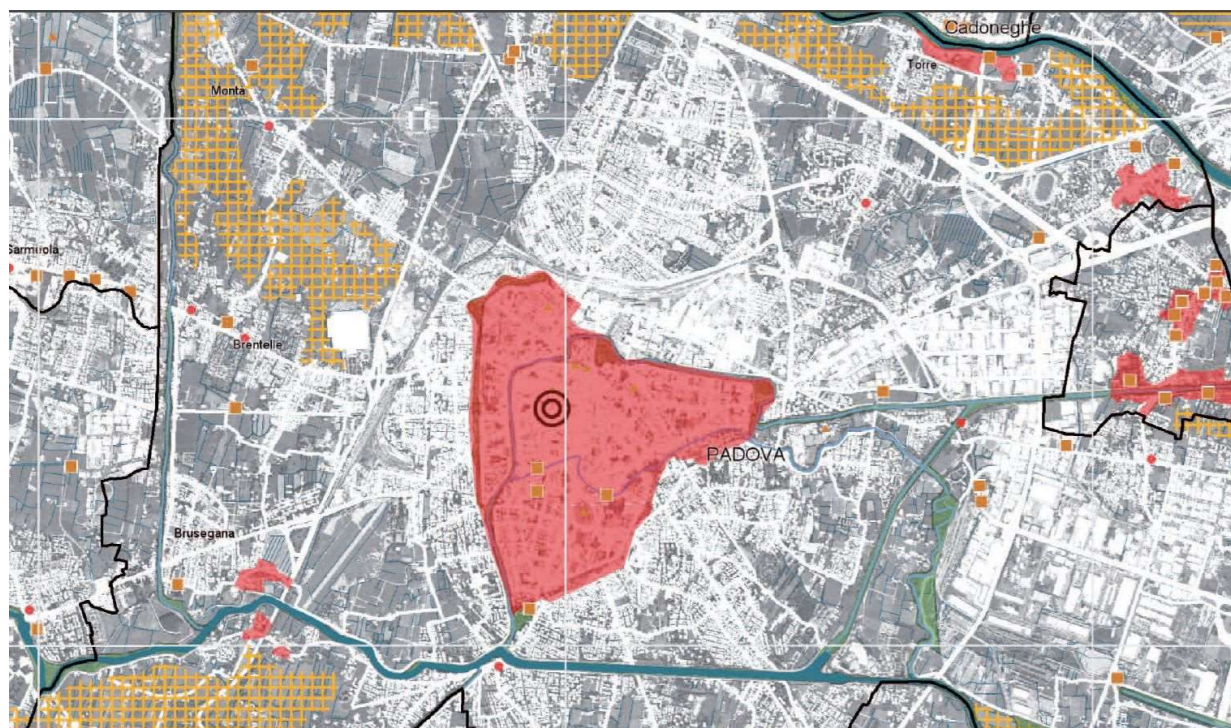 Cadoneghe
Torre
Monta
Sarmeola
Brentelle
PADOVA
Brusegana